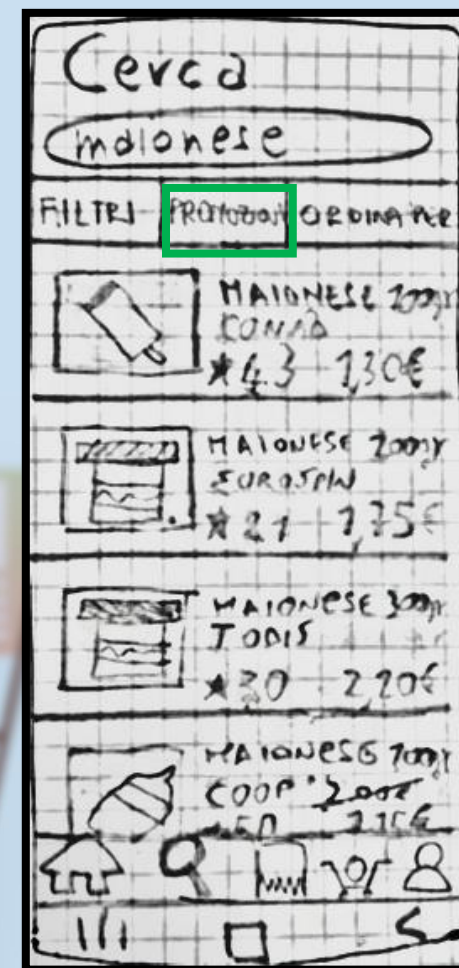 Cerca
maionese
FILTRI PROMOZIONI ORDINA PER
MAIONESE 200gr
CONAD
★4.3 1,30€
MAIONESE 200gr
EUROSPIN
★2.1 1,75€
MAIONESE 300gr
TODIS
★3.0 2,20€
MAIONESE
COOP